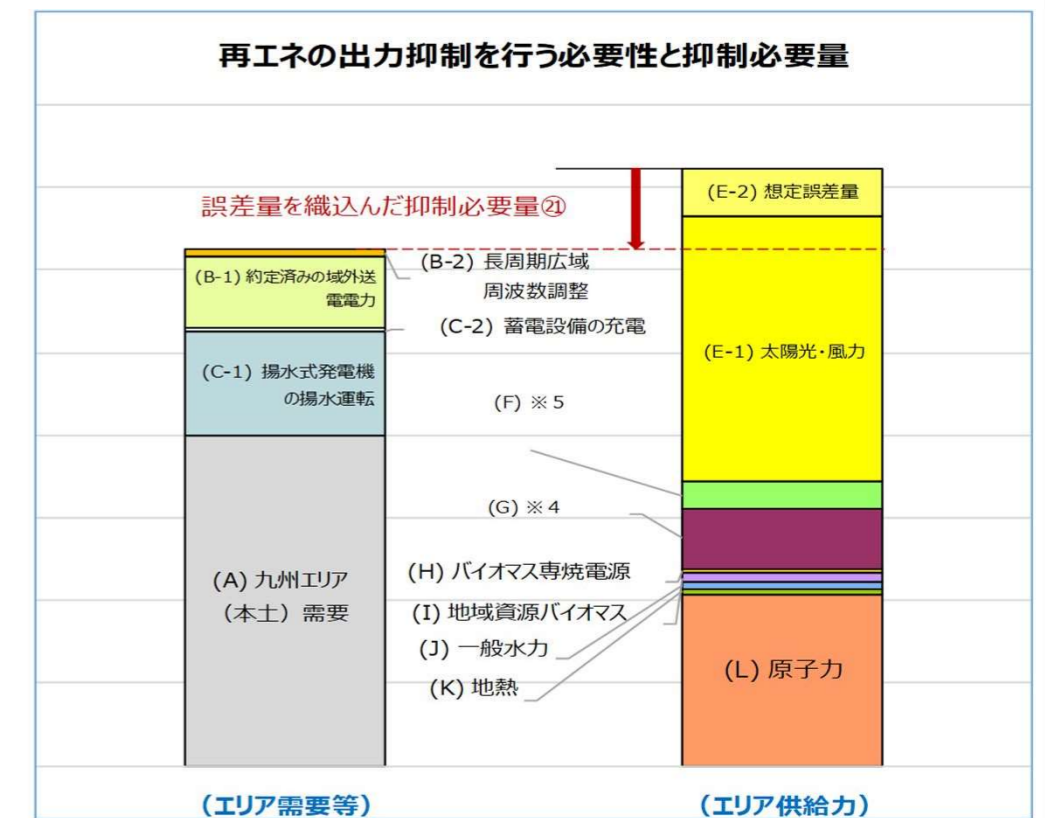 再エネの出力抑制を行う必要性と抑制必要量
(E-2) 想定誤差量
誤差量を織込んだ抑制必要量㉑
(B-2) 長周期広域
周波数調整
(B-1) 約定済みの域外送
電電力
(C-2) 蓄電設備の充電
(E-1) 太陽光・風力
(C-1) 揚水式発電機
の揚水運転
(F) ※５
(G) ※４
(H) バイオマス専焼電源
(A) 九州エリア
（本土）需要
(I) 地域資源バイオマス
(J) 一般水力
(K) 地熱
(L) 原子力
（エリア需要等）
（エリア供給力）